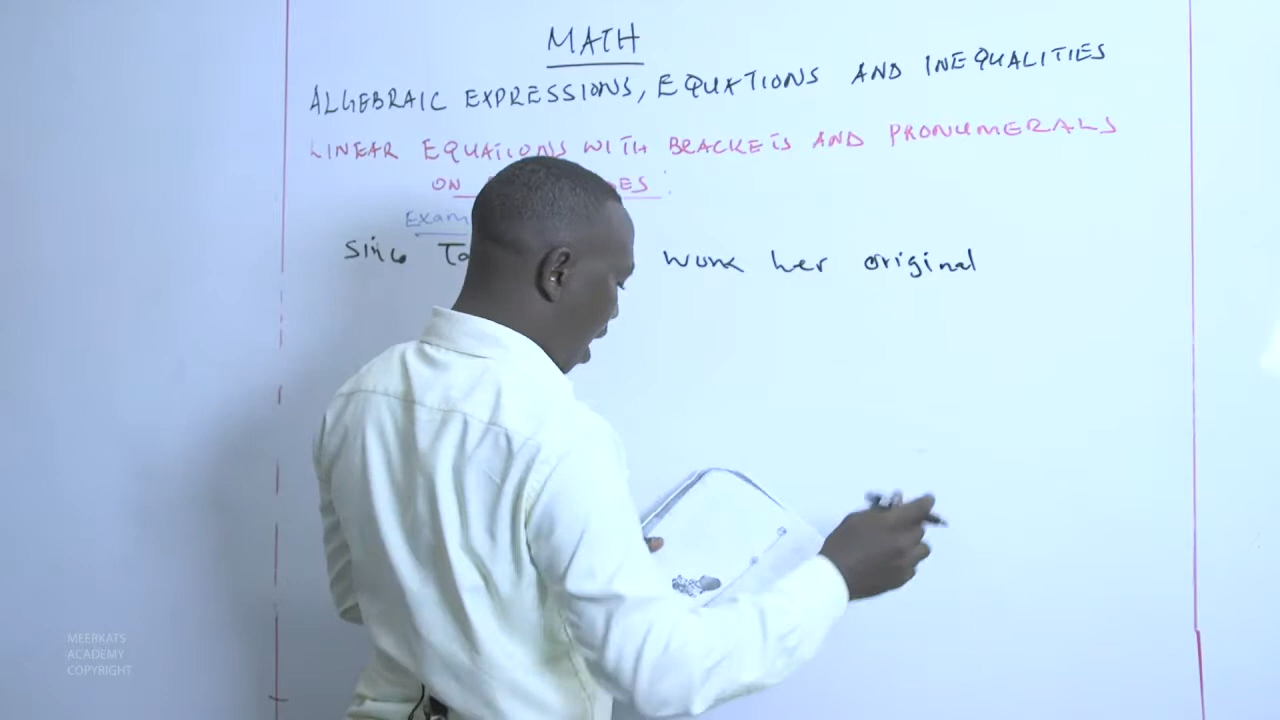 MATH
ALGEBRAIC EXPRESSIONS, EQUATIONS AND INEQUALITIES
LINEAR EQUATIONS WITH BRACKETS AND PRONUMERALS
ON
Exam
work her original
MEERKATS
ACADEMY
COPYRIGHT